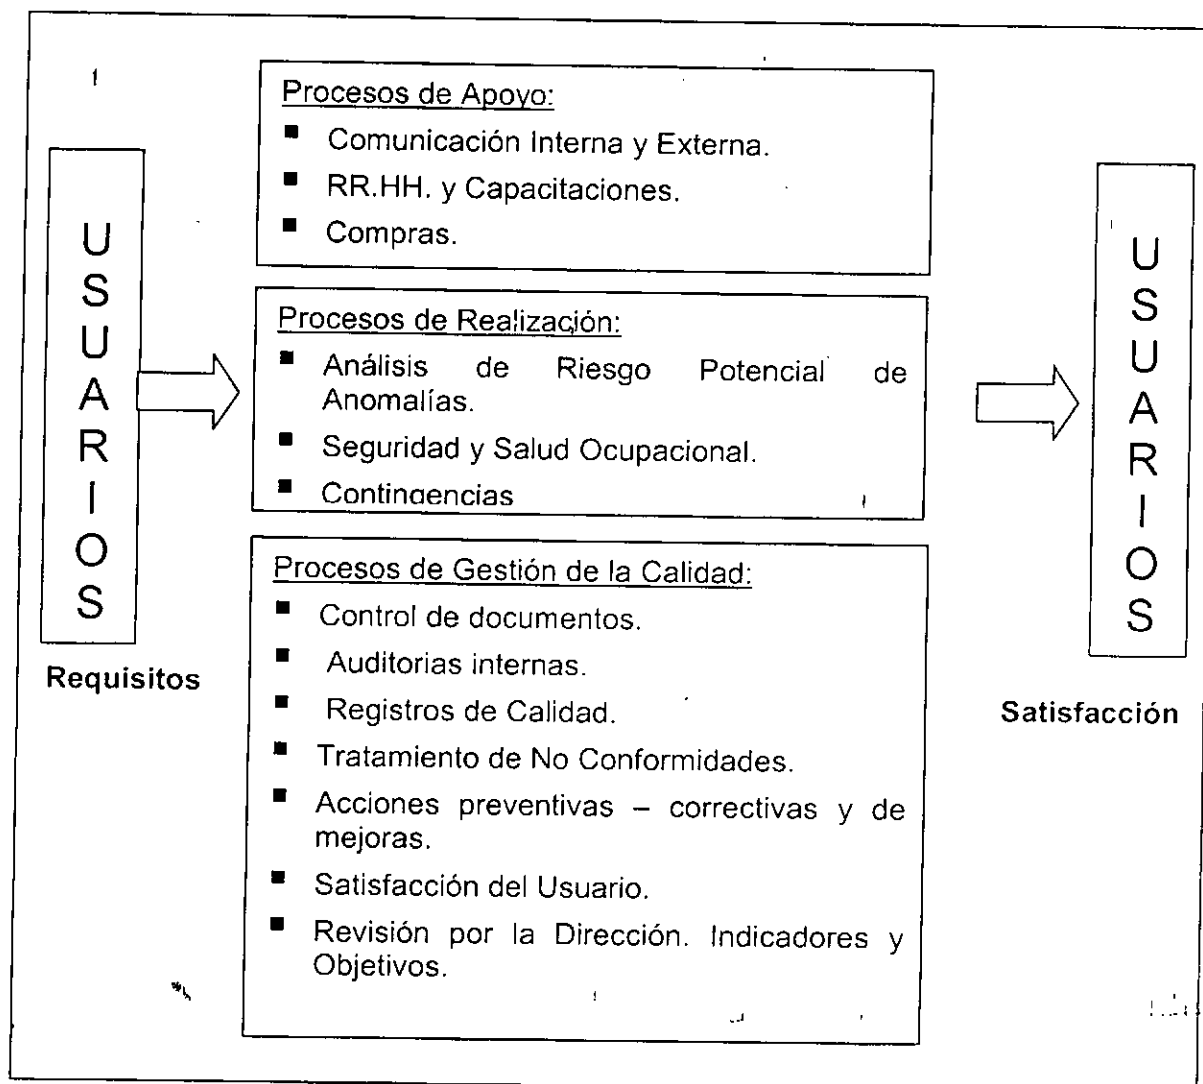 Procesos de Apoyo:
■ Comunicación Interna y Externa.
■ RR.HH. y Capacitaciones.
■ Compras.
USUARIOS
Requisitos
Procesos de Realización:
■ Análisis de Riesgo Potencial de
Anomalías.
■ Seguridad y Salud Ocupacional.
■ Contingencias
Procesos de Gestión de la Calidad:
■ Control de documentos.
■ Auditorias internas.
■ Registros de Calidad.
■ Tratamiento de No Conformidades.
■ Acciones preventivas – correctivas y de
mejoras.
■ Satisfacción del Usuario.
■ Revisión por la Dirección. Indicadores y
Objetivos.
USUARIOS
Satisfacción